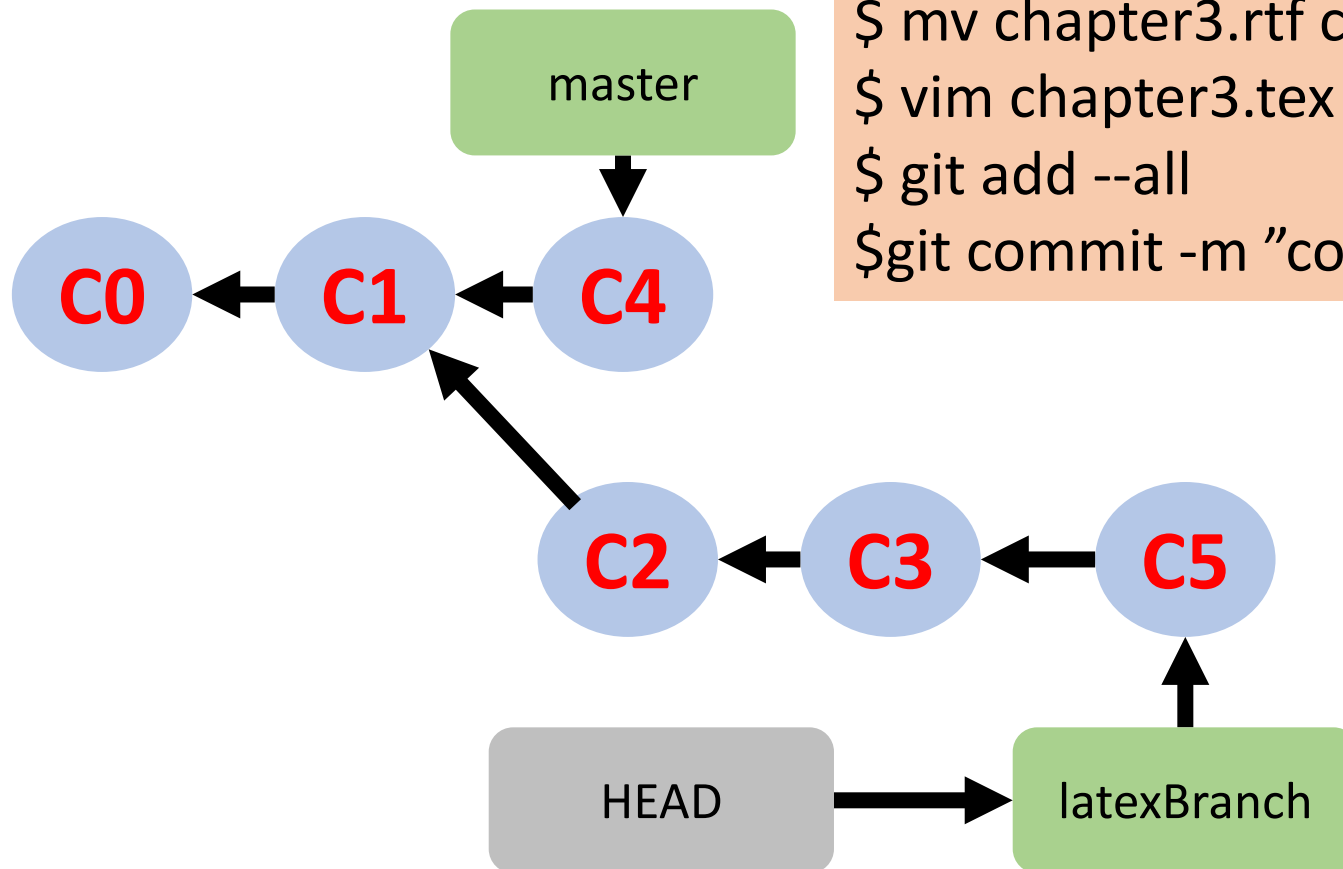 master
$ mv chapter3.rtf c
$ vim chapter3.tex
$ git add --all
$git commit -m ”co
C0
C1
C4
C2
C3
C5
HEAD
latexBranch